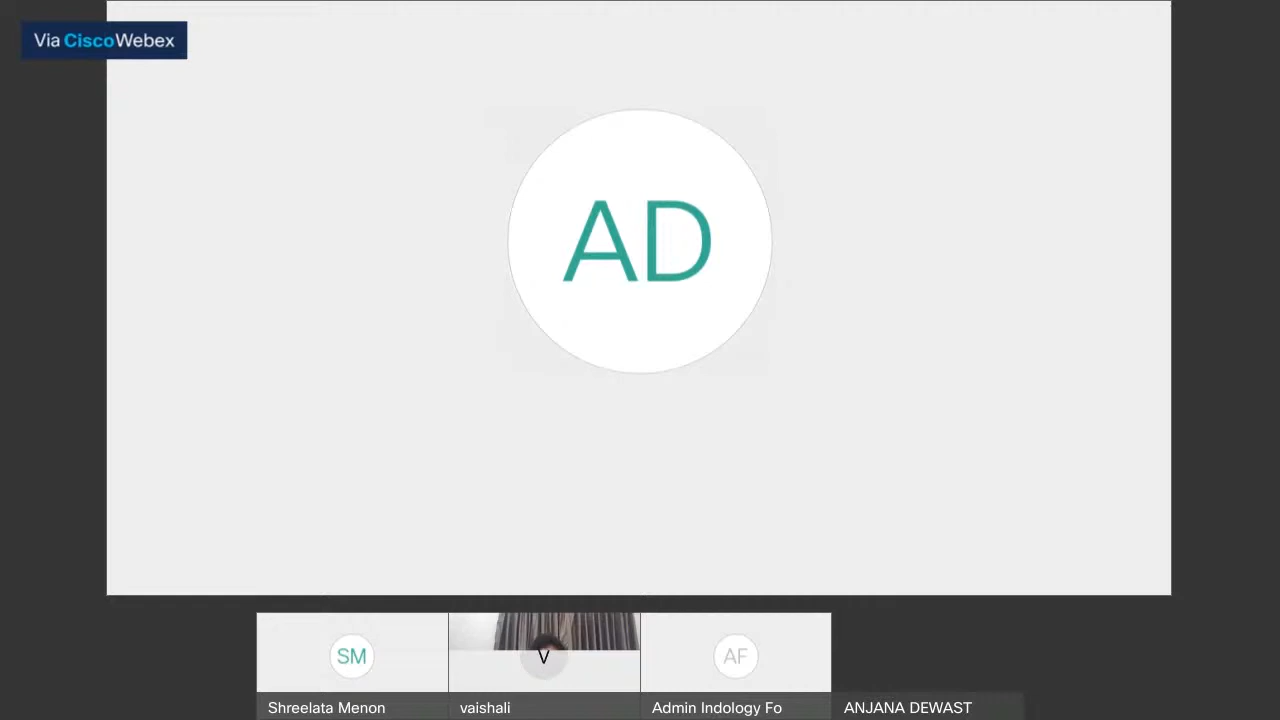 Via CiscoWebex
AD
SM
V
AF
Shreelata Menon
vaishali
Admin Indology Fo
ANJANA DEWAST